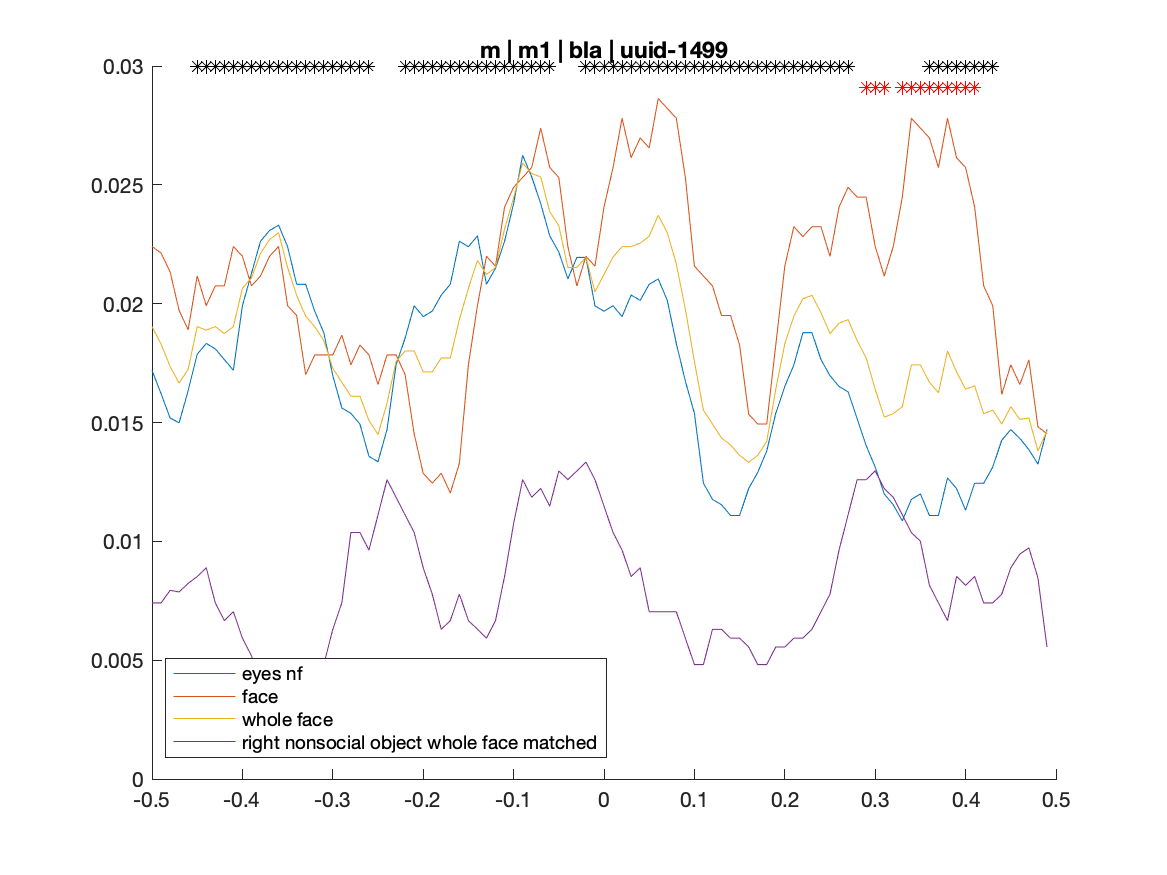 m | m1 | bla | uuid-1499
0.03
0.025
0.02
0.015
0.01
0.005
0
eyes nf
face
whole face
right nonsocial object whole face matched
-0.5 -0.4 -0.3 -0.2 -0.1 0 0.1 0.2 0.3 0.4 0.5